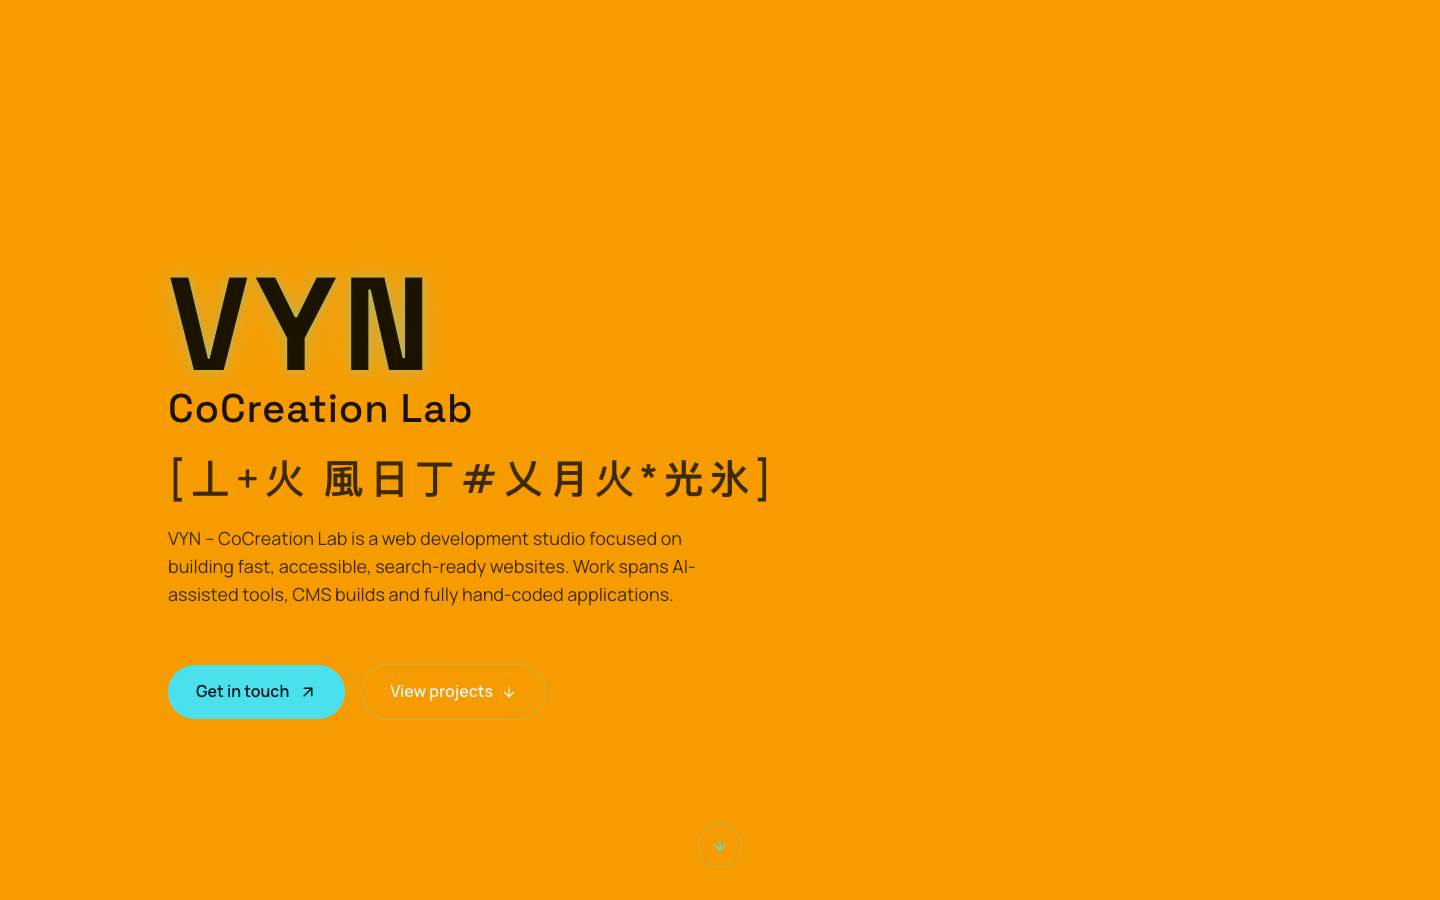 VYN
CoCreation Lab
[丄+火 風日丁#乂月火*光氷]
VYN – CoCreation Lab is a web development studio focused on
building fast, accessible, search-ready websites. Work spans AI-
assisted tools, CMS builds and fully hand-coded applications.
Get in touch
View projects